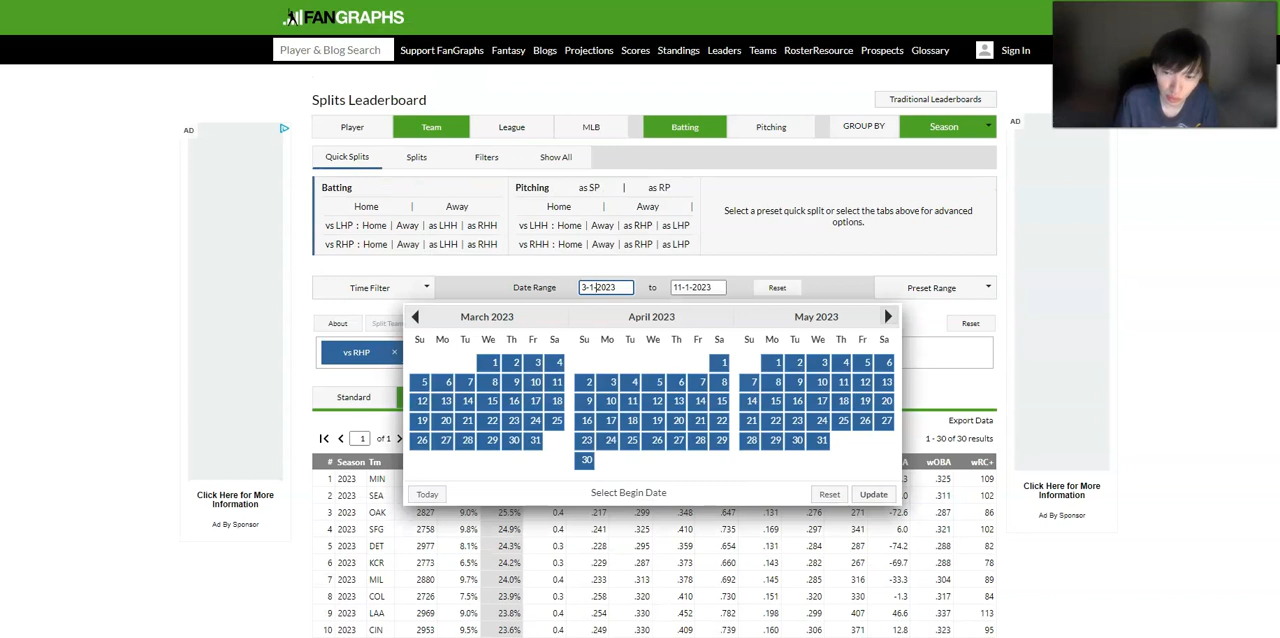 FANGRAPHS
Player & Blog Search Support FanGraphs Fantasy Blogs Projections Scores Standings Leaders Teams RosterResource Prospects Glossary Sign In
Splits Leaderboard Traditional Leaderboards
AD AD
Player Team League MLB Batting Pitching GROUP BY Season
Quick Splits Splits Filters Show All
Batting Pitching as SP | as RP
Home | Away Home | Away |
Select a preset quick split or select the tabs above for advanced
options.
vs LHP : Home | Away | as LHH | as RHH vs LHH : Home | Away | as RHP | as LHP
vs RHP : Home | Away | as LHH | as RHH vs RHH : Home | Away | as RHP | as LHP
Time Filter Date Range 3-1-2023 to 11-1-2023 Reset Preset Range
March 2023 April 2023 May 2023
About Split Team Reset
Su Mo Tu We Th Fr Sa Su Mo Tu We Th Fr Sa Su Mo Tu We Th Fr Sa
vs RHP ×
1 2 3 4 1 1 2 3 4 5 6
5 6 7 8 9 10 11 2 3 4 5 6 7 8 7 8 9 10 11 12 13
12 13 14 15 16 17 18 9 10 11 12 13 14 15 14 15 16 17 18 19 20
19 20 21 22 23 24 25 16 17 18 19 20 21 22 21 22 23 24 25 26 27
26 27 28 29 30 31 23 24 25 26 27 28 29 28 29 30 31
30
Standard
Export Data
1 of 1 1 - 30 of 30 results
Today Select Begin Date Reset Update
# Season Tm wOBA wRC+
1 2023 MIN .325 109
2 2023 SEA .311 102
3 2023 OAK 2827 9.0% 25.5% 0.4 .217 .299 .348 .647 .131 .276 271 -72.6 .287 86
4 2023 SFG 2758 9.8% 24.9% 0.4 .241 .325 .410 .735 .169 .297 341 6.0 .321 102
5 2023 DET 2977 8.1% 24.3% 0.3 .228 .295 .359 .654 .131 .284 287 -74.2 .288 82
6 2023 KCR 2773 6.5% 24.2% 0.3 .229 .287 .373 .660 .143 .282 267 -69.7 .288 78
7 2023 MIL 2880 9.7% 24.0% 0.4 .233 .313 .378 .692 .145 .285 316 -33.3 .304 89
8 2023 COL 2726 7.5% 23.9% 0.3 .258 .320 .410 .730 .151 .320 330 -1.3 .317 84
9 2023 LAA 2969 9.0% 23.8% 0.4 .254 .330 .452 .782 .198 .299 407 46.6 .337 113
10 2023 CIN 2953 9.5% 23.6% 0.4 .249 .330 .409 .739 .160 .306 371 12.8 .323 95
Click Here for More
Information
Ad By Sponsor
Click Here for More
Information
Ad By Sponsor